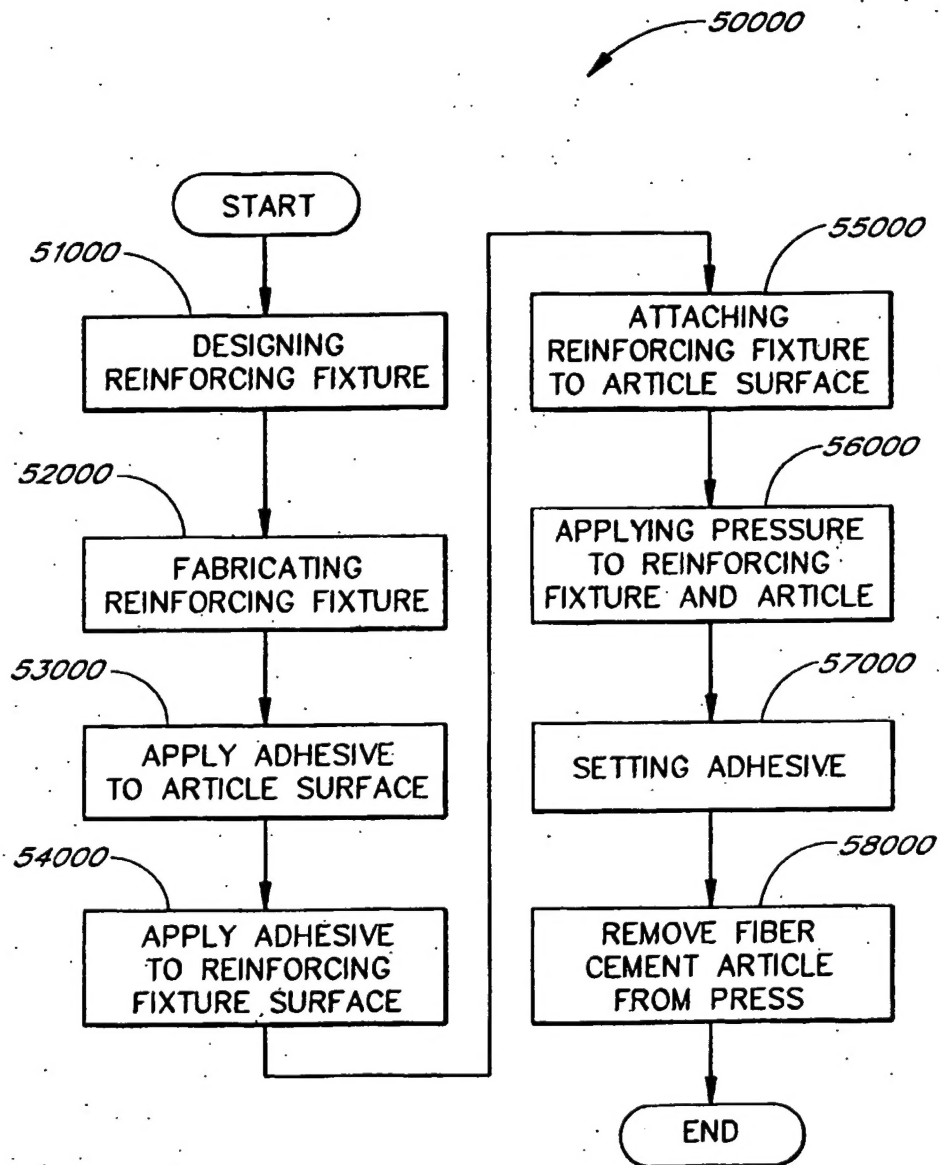 50000
START
51000
DESIGNING
REINFORCING FIXTURE
52000
FABRICATING
REINFORCING FIXTURE
53000
APPLY ADHESIVE
TO ARTICLE SURFACE
54000
APPLY ADHESIVE
TO REINFORCING
FIXTURE SURFACE
55000
ATTACHING
REINFORCING FIXTURE
TO ARTICLE SURFACE
56000
APPLYING PRESSURE
TO REINFORCING
FIXTURE AND ARTICLE
57000
SETTING ADHESIVE
58000
REMOVE FIBER
CEMENT ARTICLE
FROM PRESS
END